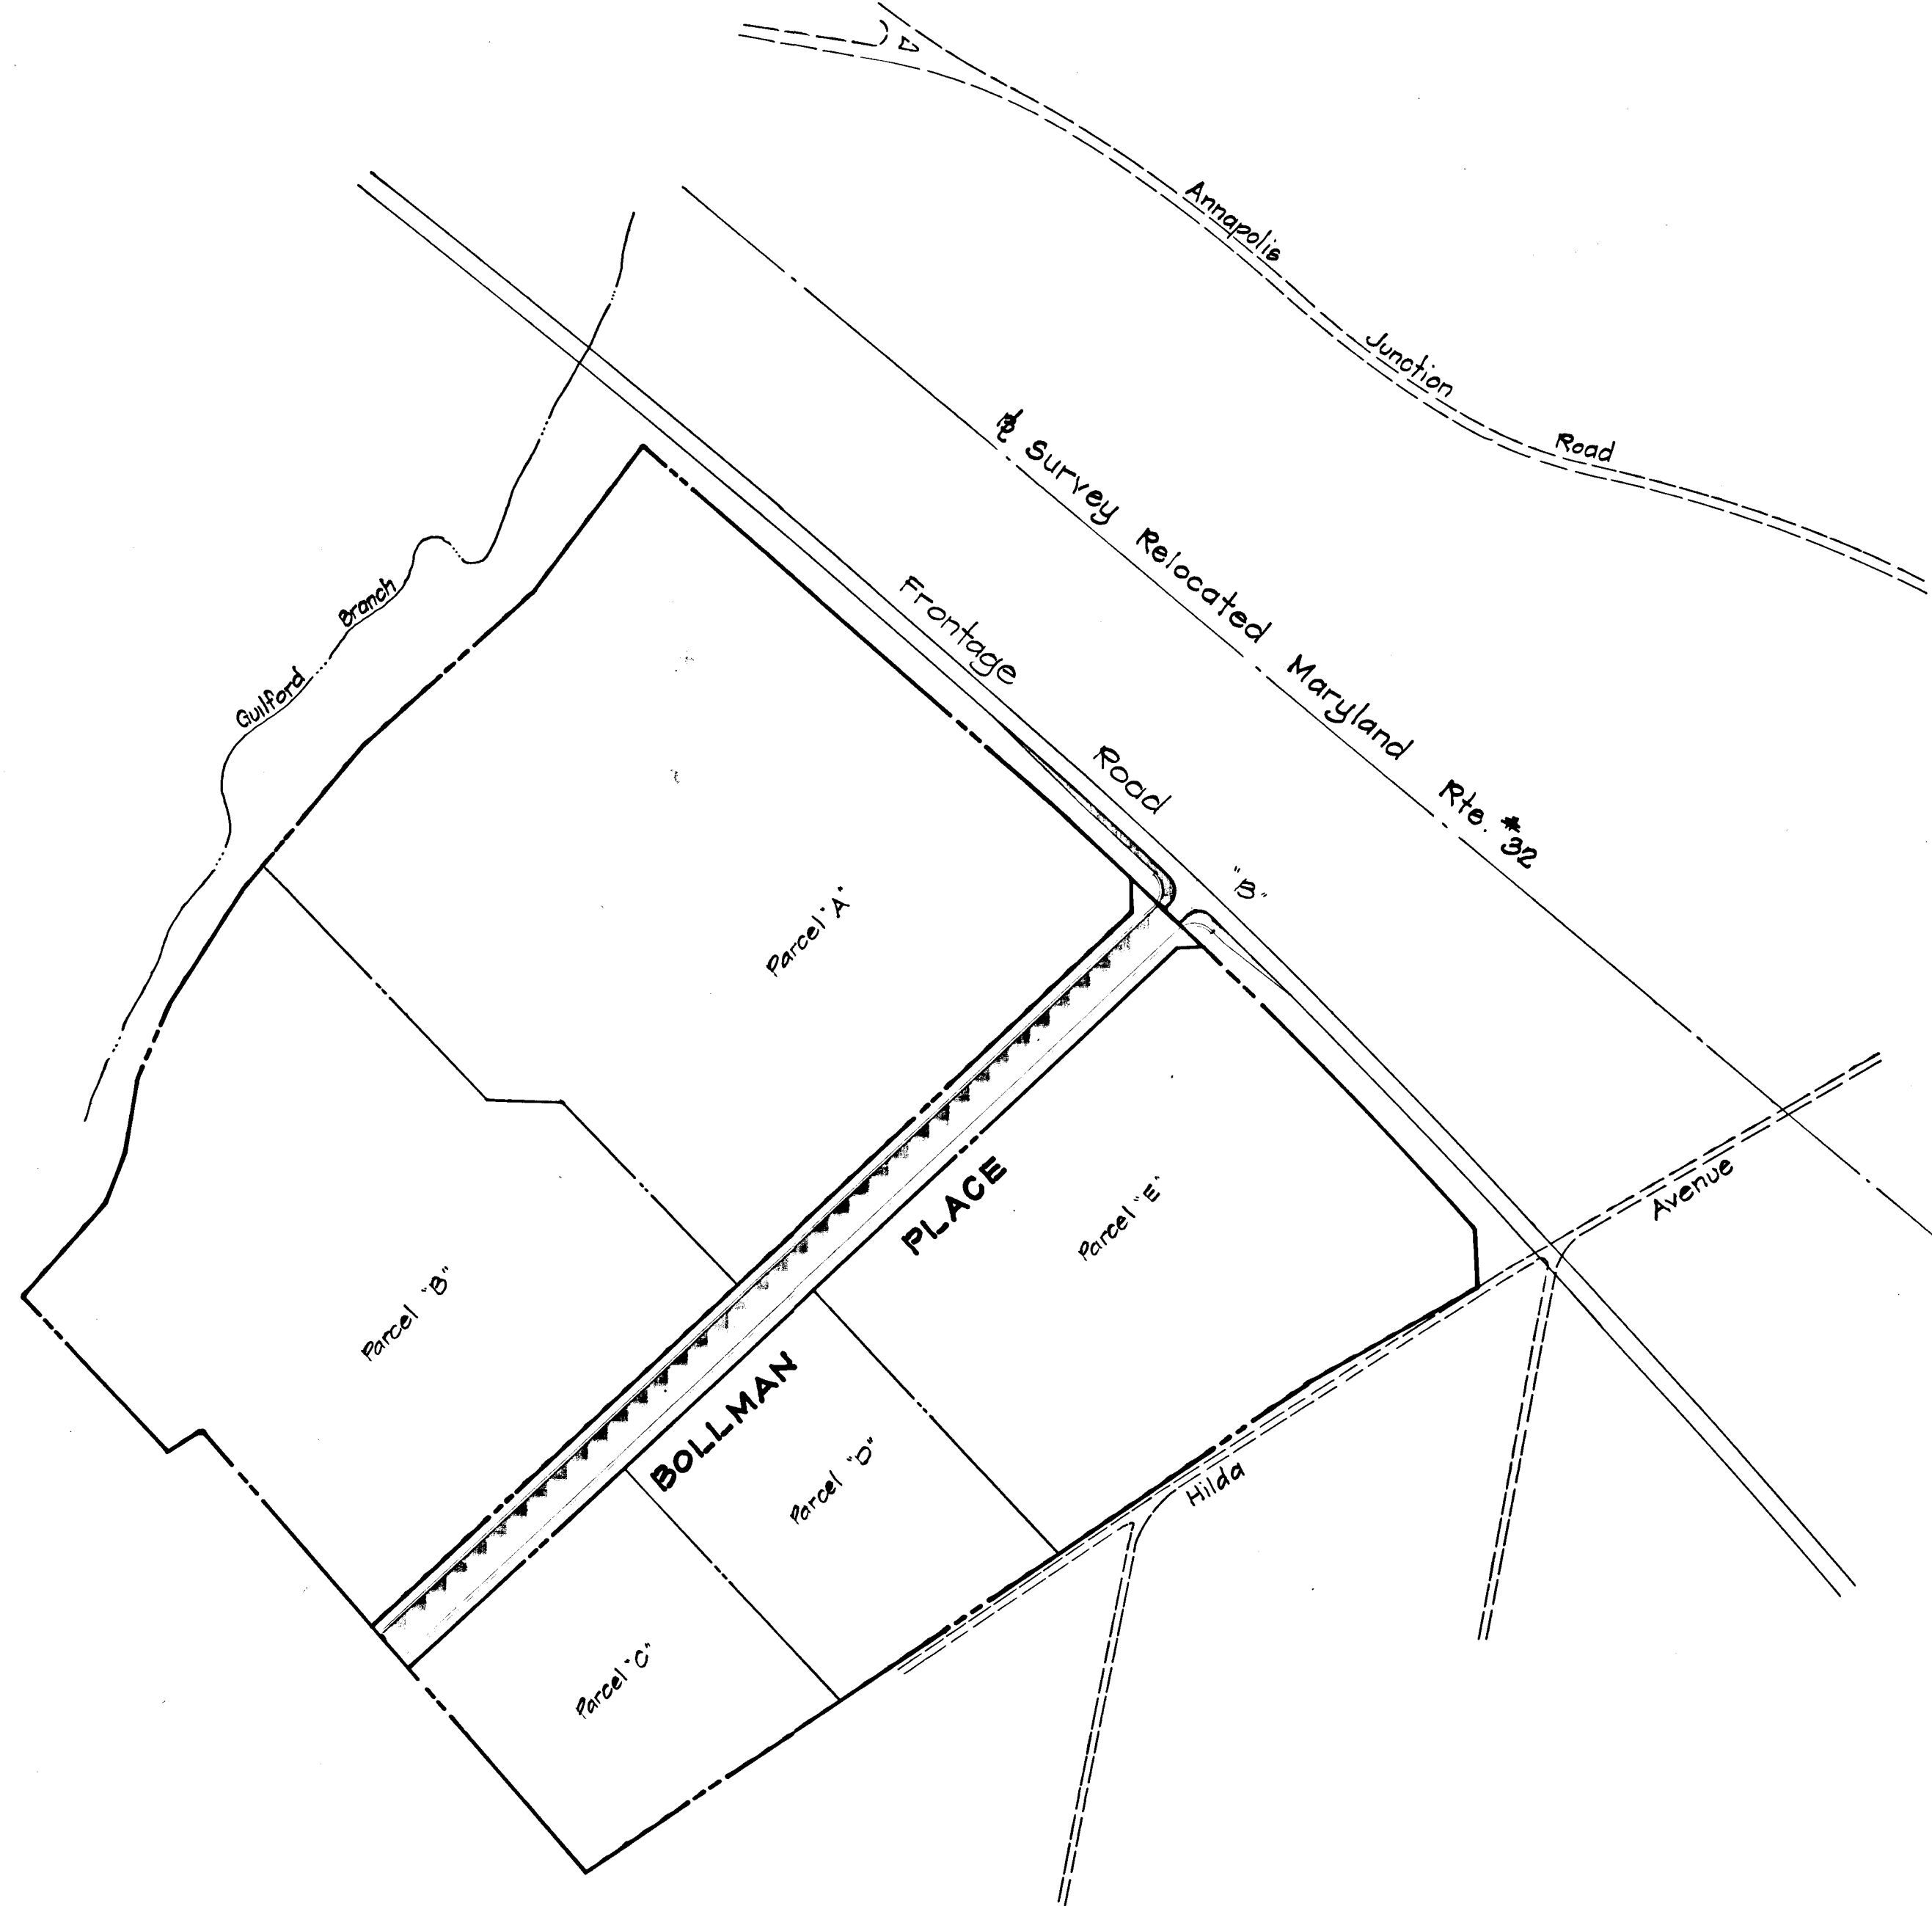 Annapolis Junction Road
℄ Survey Relocated Maryland Rte. #32
Frontage Road "B"
Guilford Branch
Parcel "A"
Parcel "B"
BOLLMAN PLACE
Parcel "E"
Parcel "D"
Parcel "C"
Hilda Avenue